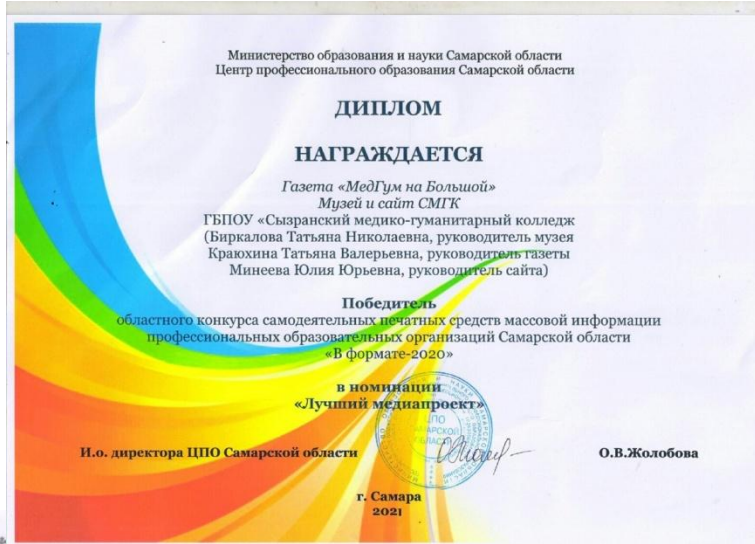 Министерство образования и науки Самарской области
Центр профессионального образования Самарской области
ДИПЛОМ
НАГРАЖДАЕТСЯ
Газета «МедГум на Большой»
Музей и сайт СМГК
ГБПОУ «Сызранский медико-гуманитарный колледж
(Биркалова Татьяна Николаевна, руководитель музея
Краюхина Татьяна Валерьевна, руководитель газеты
Минеева Юлия Юрьевна, руководитель сайта)
Победитель
областного конкурса самодеятельных печатных средств массовой информации
профессиональных образовательных организаций Самарской области
«В формате-2020»
в номинации
«Лучший медиапроект»
ЦПО
САМАРСКОЙ
ОБЛАСТИ
И.о. директора ЦПО Самарской области
О.В.Жолобова
г. Самара
2021